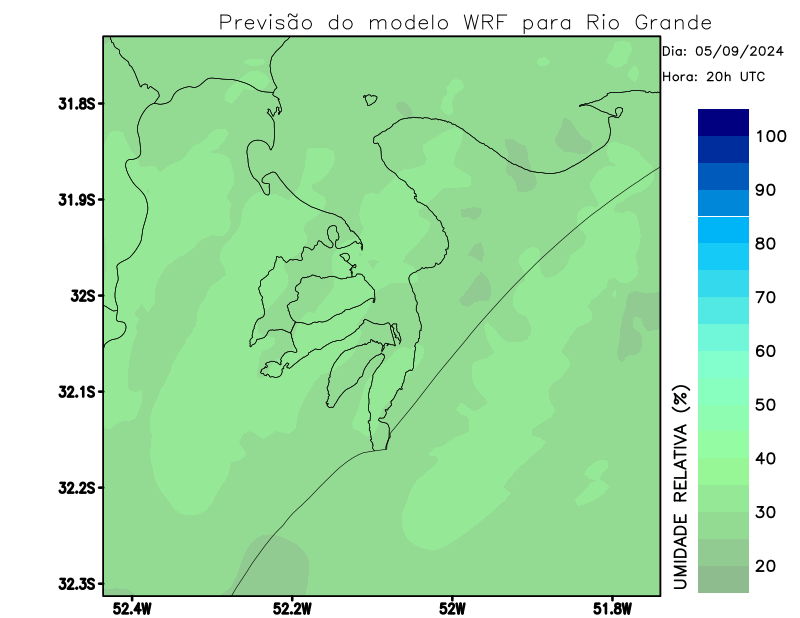 Previsão do modelo WRF para Rio Grande
Dia: 05/09/2024
Hora: 20h UTC
31.8S
31.9S
32S
32.1S
32.2S
32.3S
52.4W
52.2W
52W
51.8W
100
90
80
70
60
50
40
30
20
UMIDADE RELATIVA (%)